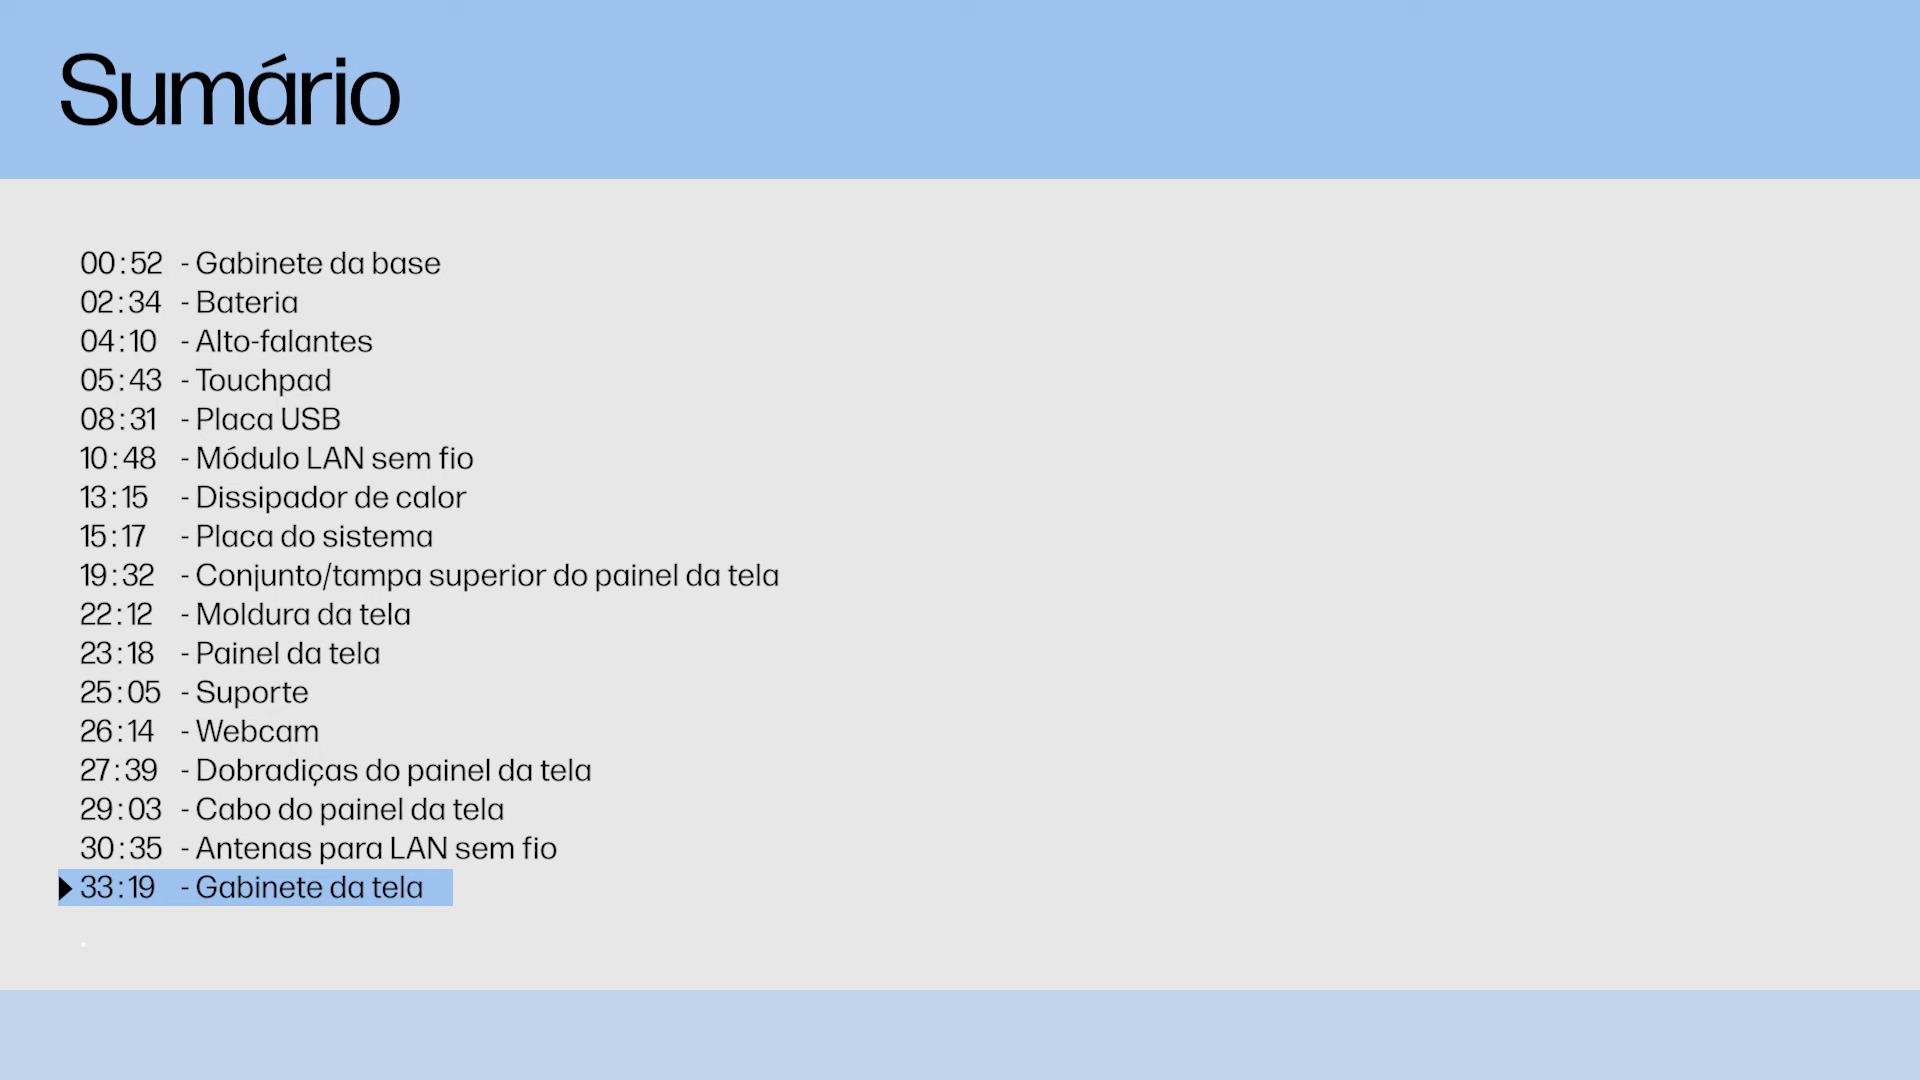 Sumário
00:52 - Gabinete da base
02:34 - Bateria
04:10 - Alto-falantes
05:43 - Touchpad
08:31 - Placa USB
10:48 - Módulo LAN sem fio
13:15 - Dissipador de calor
15:17 - Placa do sistema
19:32 - Conjunto/tampa superior do painel da tela
22:12 - Moldura da tela
23:18 - Painel da tela
25:05 - Suporte
26:14 - Webcam
27:39 - Dobradiças do painel da tela
29:03 - Cabo do painel da tela
30:35 - Antenas para LAN sem fio
33:19 - Gabinete da tela
.